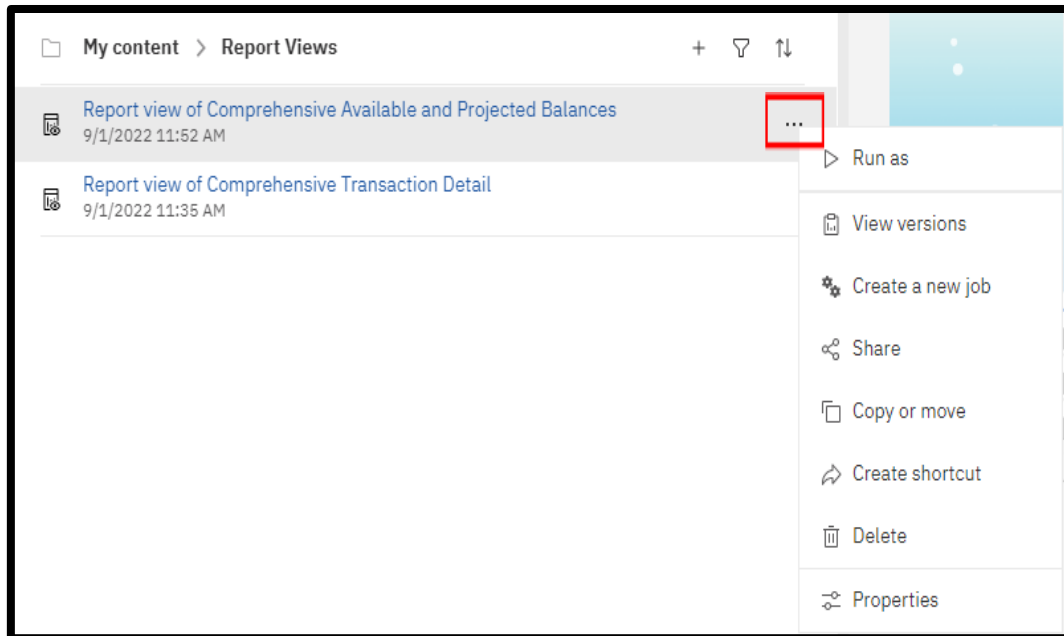 My content > Report Views
Report view of Comprehensive Available and Projected Balances
9/1/2022 11:52 AM
...
Report view of Comprehensive Transaction Detail
9/1/2022 11:35 AM
Run as
View versions
Create a new job
Share
Copy or move
Create shortcut
Delete
Properties